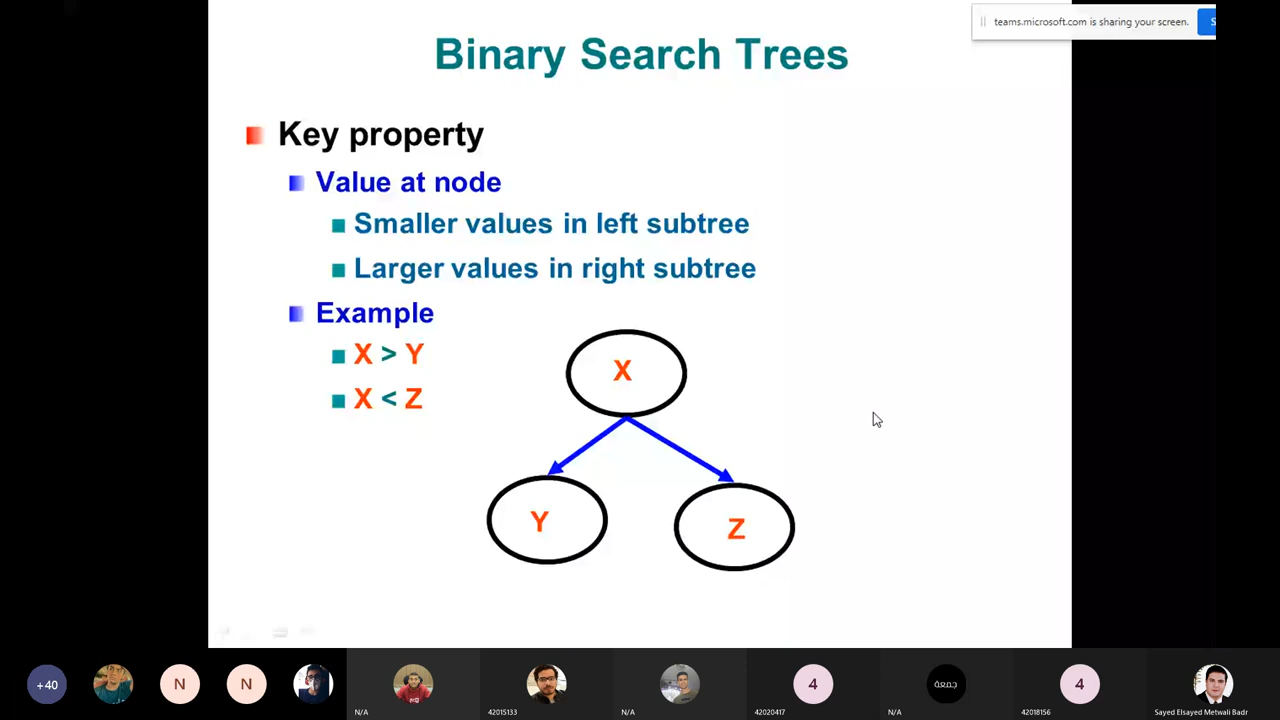 teams.microsoft.com is sharing your screen.
S
Binary Search Trees
Key property
Value at node
Smaller values in left subtree
Larger values in right subtree
Example
X > Y
X < Z
X
Y
Z
+40
N
N
4
جمعة
4
N/A
42015133
N/A
42020417
N/A
42018156
Sayed Elsayed Metwali Badr